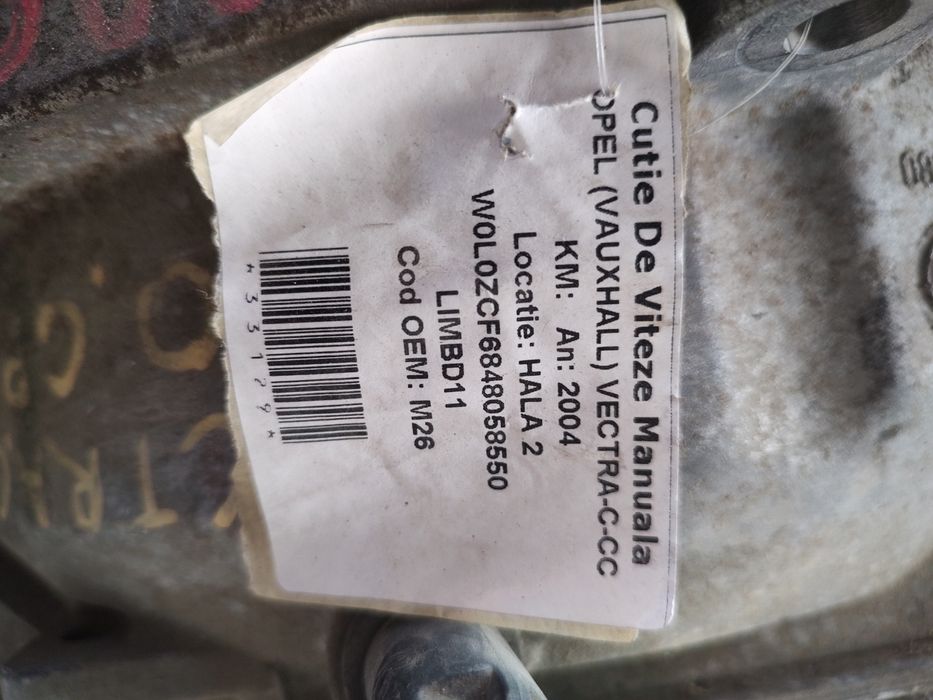 Cutie De Viteze Manuala
OPEL (VAUXHALL) VECTRA-C-CC
KM: An: 2004
Locatie: HALA 2
W0L0ZCF6848058550
LIMBD11
Cod OEM: M26
*33129*